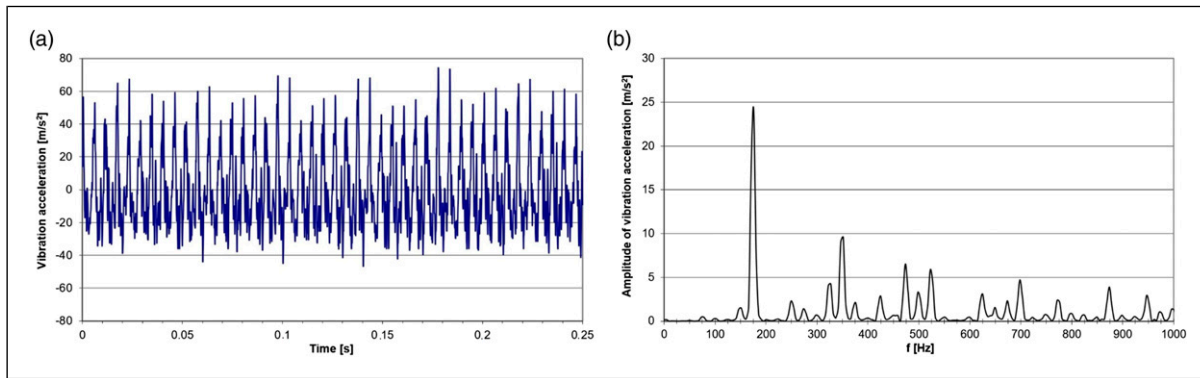 (a)
80
60
40
20
0
-20
-40
-60
-80
Vibration acceleration [m/s²]
0 0.05 0.1 0.15 0.2 0.25
Time [s]
(b)
30
25
20
15
10
5
0
Amplitude of vibration acceleration [m/s²]
0 100 200 300 400 500 600 700 800 900 1000
f [Hz]